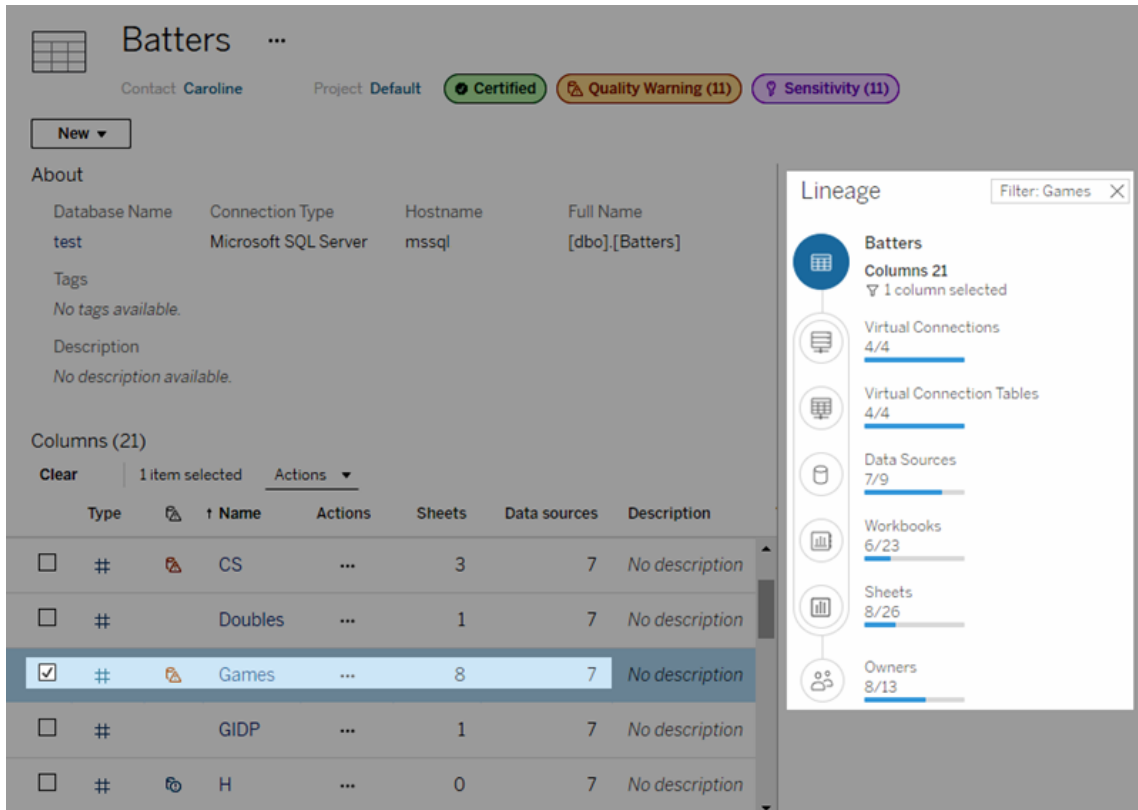 Batters ...
Contact Caroline Project Default Certified Quality Warning (11) Sensitivity (11)
New
About
Database Name Connection Type Hostname Full Name
test Microsoft SQL Server mssql [dbo].[Batters]
Tags
No tags available.
Description
No description available.
Columns (21)
Clear 1 item selected Actions
Type ↑ Name Actions Sheets Data sources Description
# CS ... 3 7 No description
# Doubles ... 1 7 No description
# Games ... 8 7 No description
# GIDP ... 1 7 No description
# H ... 0 7 No description
Lineage Filter: Games
Batters
Columns 21
1 column selected
Virtual Connections
4/4
Virtual Connection Tables
4/4
Data Sources
7/9
Workbooks
6/23
Sheets
8/26
Owners
8/13